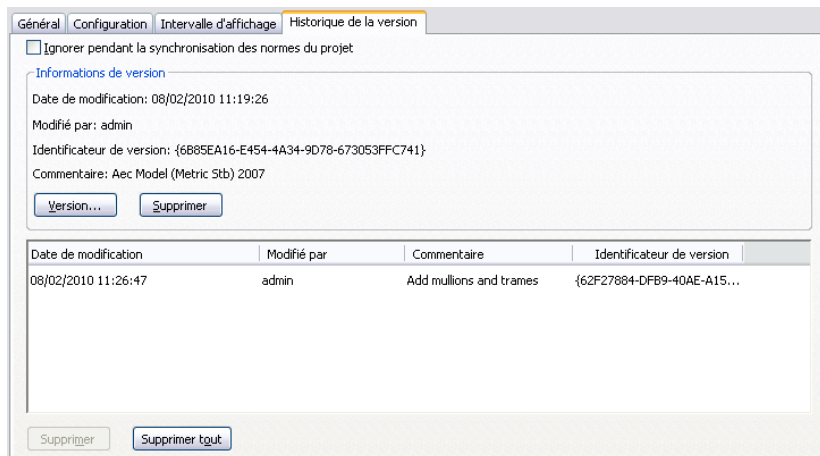 Général Configuration Intervalle d'affichage Historique de la version
Ignorer pendant la synchronisation des normes du projet
Informations de version
Date de modification: 08/02/2010 11:19:26
Modifié par: admin
Identificateur de version: {6B85EA16-E454-4A34-9D78-673053FFC741}
Commentaire: Aec Model (Metric Stb) 2007
Version... Supprimer
Date de modification Modifié par Commentaire Identificateur de version
08/02/2010 11:26:47 admin Add mullions and trames {62F27884-DFB9-40AE-A15...
Supprimer Supprimer tout